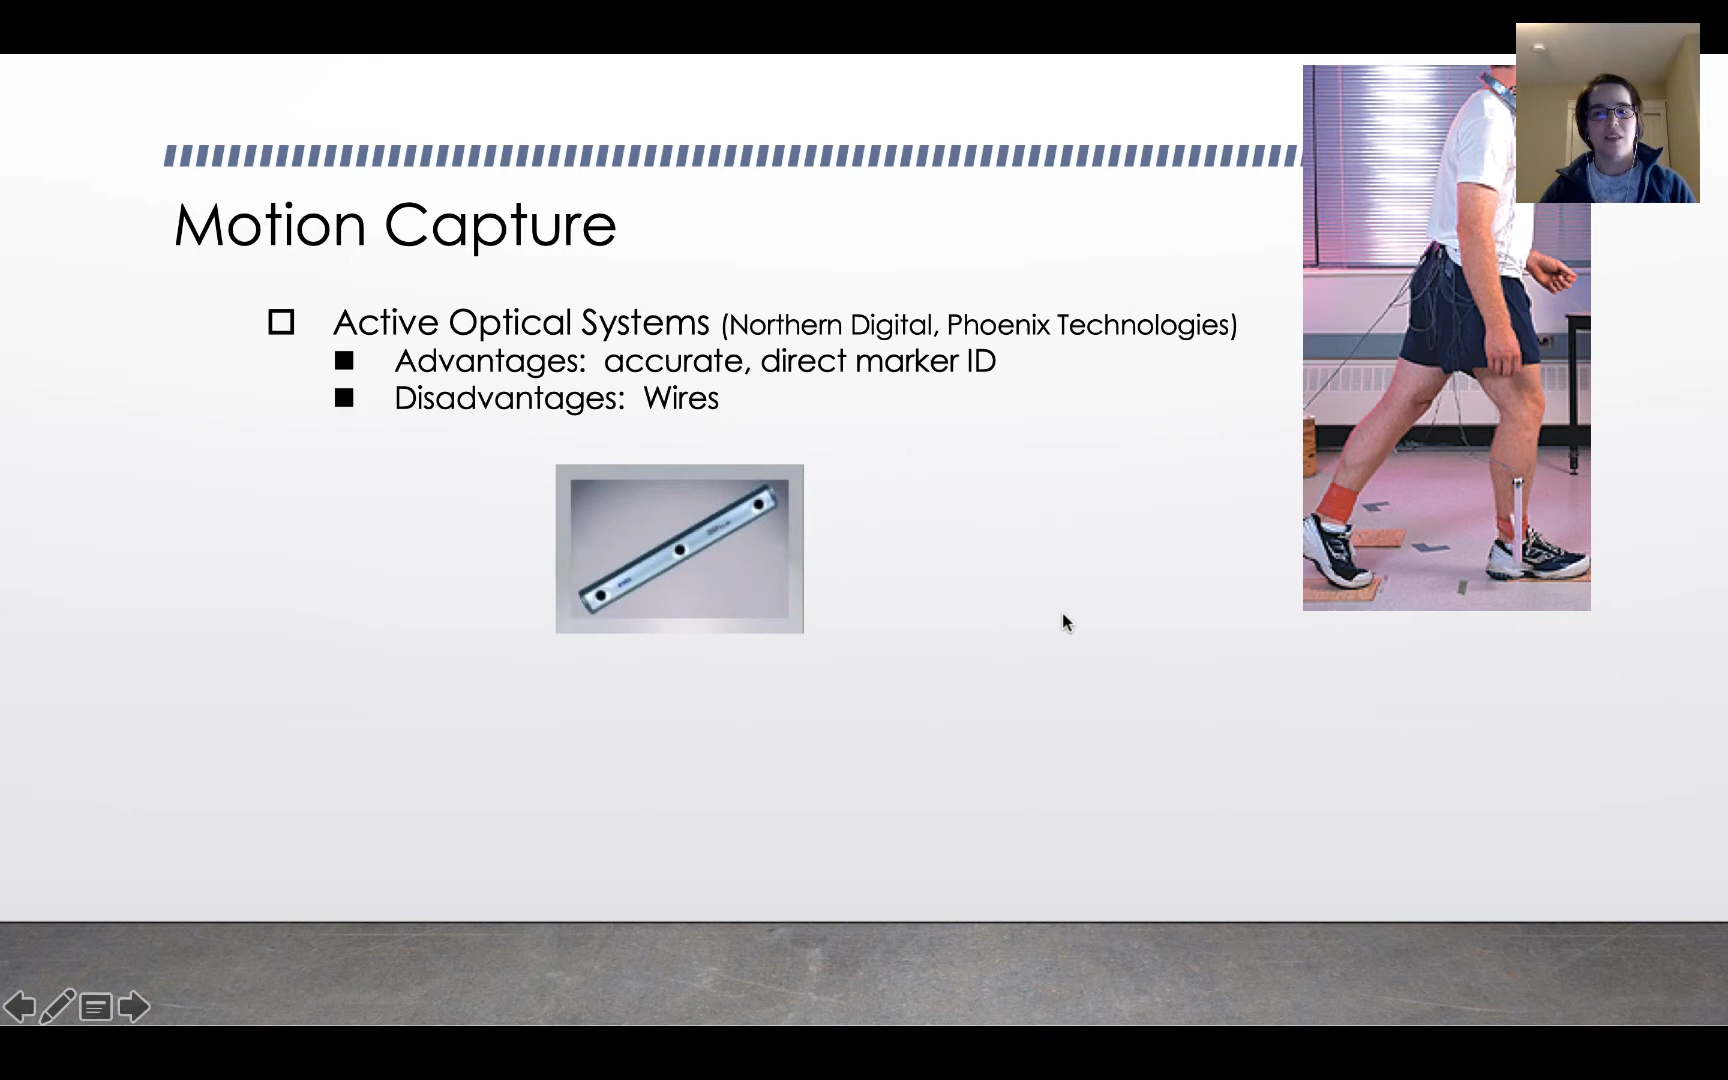 Motion Capture
Active Optical Systems (Northern Digital, Phoenix Technologies)
Advantages:  accurate, direct marker ID
Disadvantages:  Wires